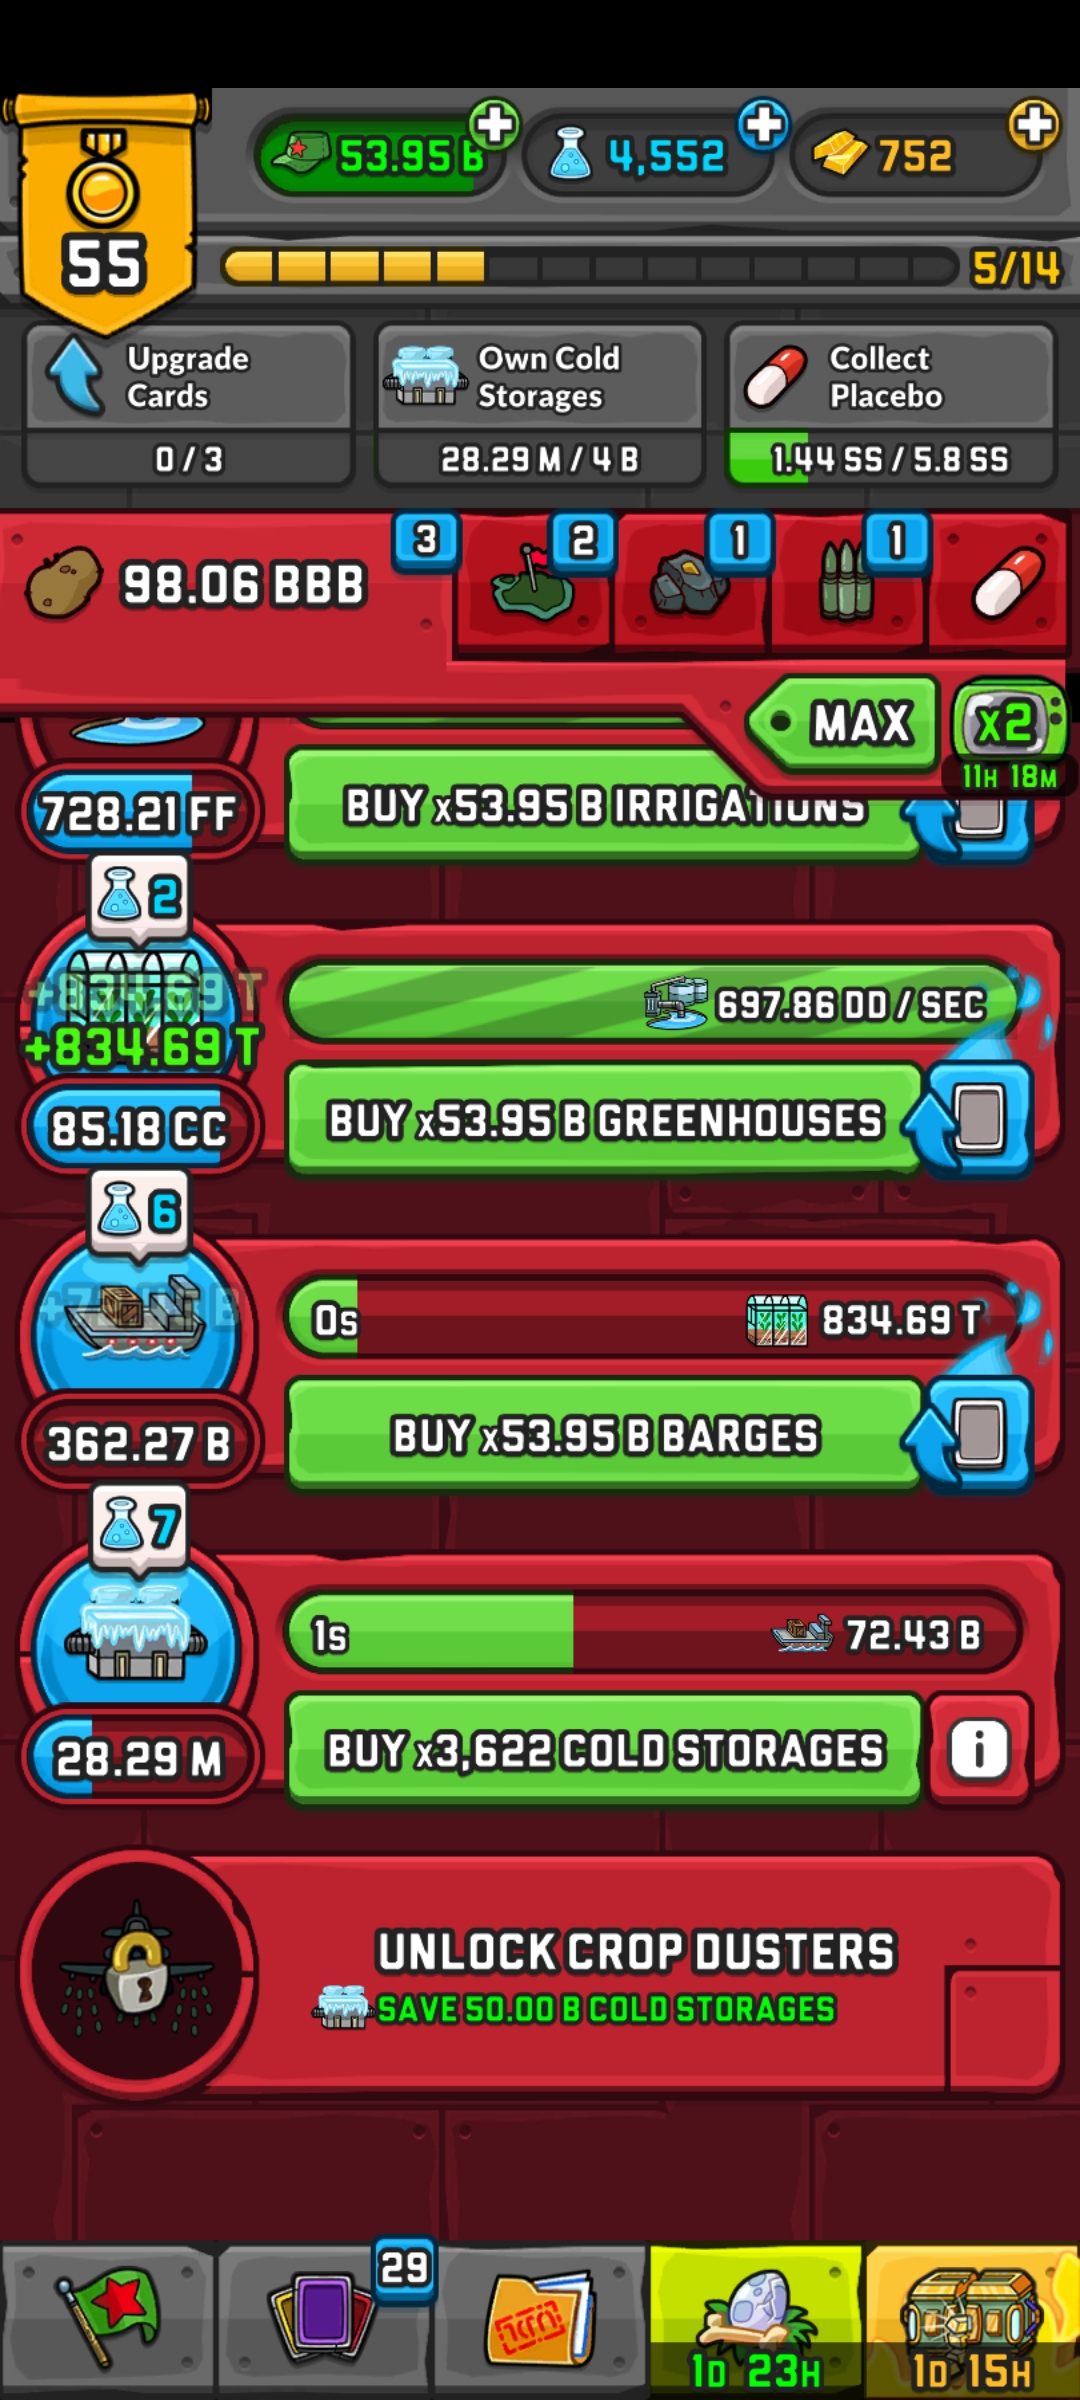 53.95 B
4,552
752
55
5/14
Upgrade
Cards
0 / 3
Own Cold
Storages
28.29 M / 4 B
Collect
Placebo
1.44 SS / 5.8 SS
98.06 BBB
3
2
1
1
MAX
x2
11H 18M
728.21 FF
BUY x53.95 B IRRIGATIONS
2
+834.69 T
+834.69 T
697.86 DD / SEC
85.18 CC
BUY x53.95 B GREENHOUSES
6
0s
834.69 T
362.27 B
BUY x53.95 B BARGES
7
1s
72.43 B
28.29 M
BUY x3,622 COLD STORAGES
i
UNLOCK CROP DUSTERS
SAVE 50.00 B COLD STORAGES
29
1D 23H
1D 15H